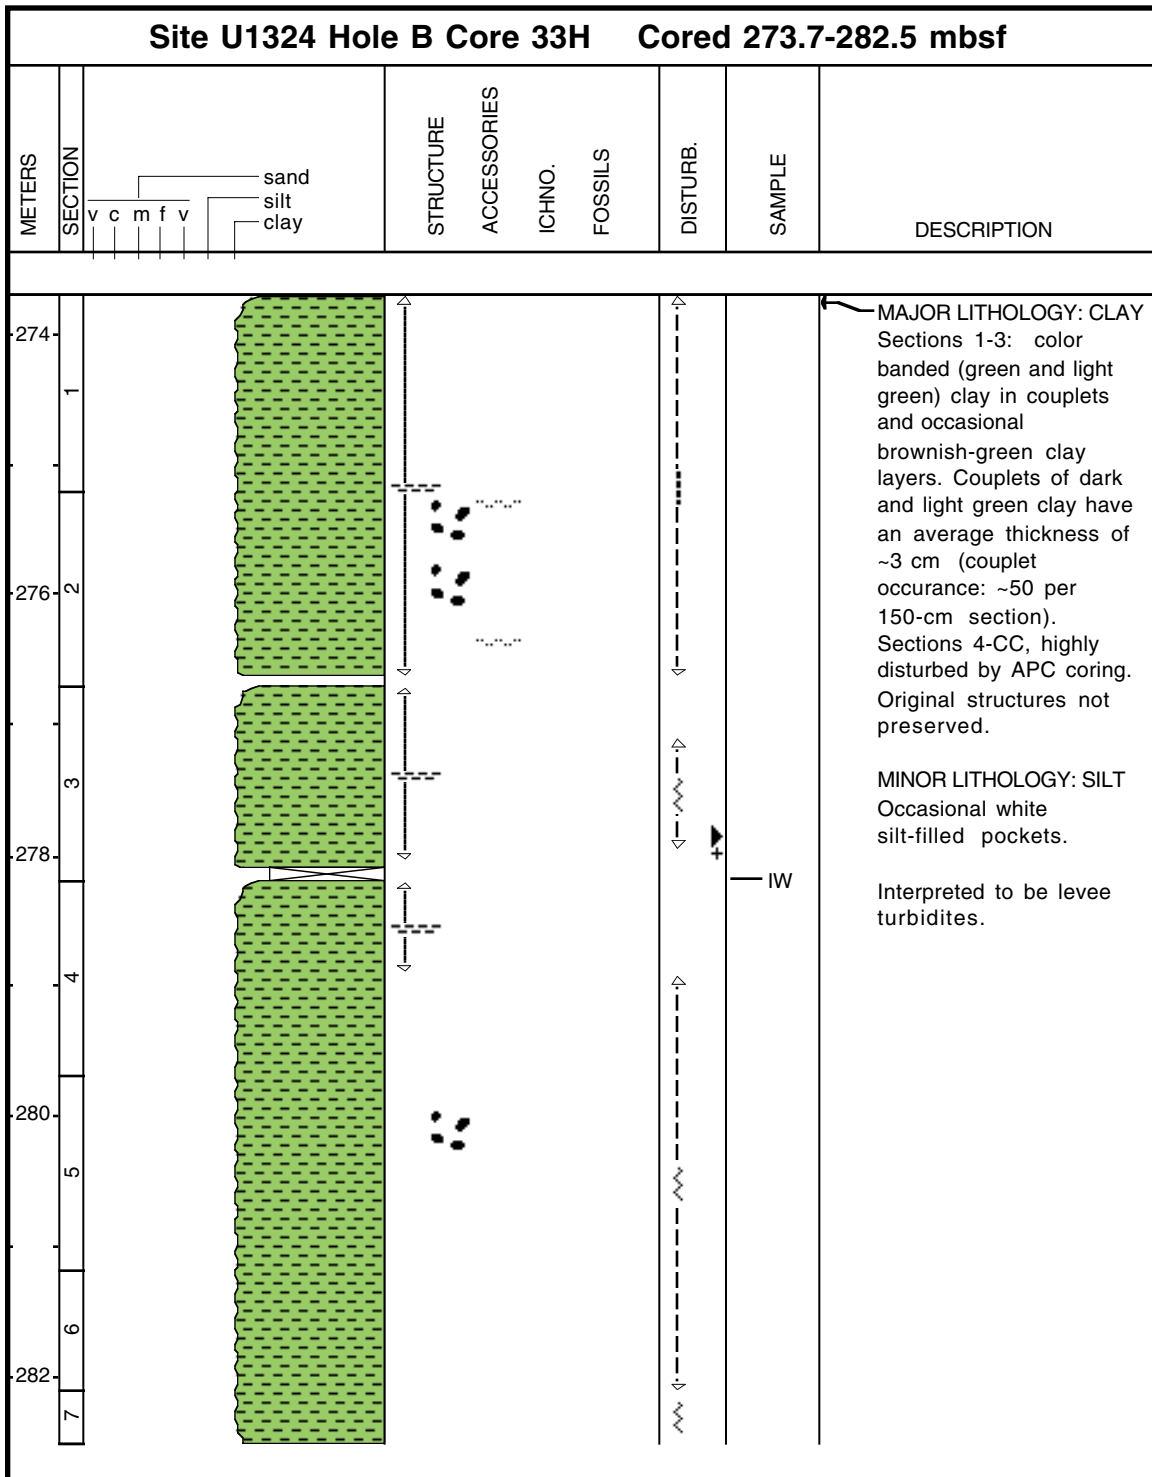 Site U1324 Hole B Core 33H Cored 273.7-282.5 mbsf
METERS
SECTION
v c m f v
sand
silt
clay
STRUCTURE
ACCESSORIES
ICHNO.
FOSSILS
DISTURB.
SAMPLE
DESCRIPTION
274
276
278
280
282
1
2
3
4
5
6
7
IW
MAJOR LITHOLOGY: CLAY
Sections 1-3: color
banded (green and light
green) clay in couplets
and occasional
brownish-green clay
layers. Couplets of dark
and light green clay have
an average thickness of
~3 cm (couplet
occurance: ~50 per
150-cm section).
Sections 4-CC, highly
disturbed by APC coring.
Original structures not
preserved.
MINOR LITHOLOGY: SILT
Occasional white
silt-filled pockets.
Interpreted to be levee
turbidites.